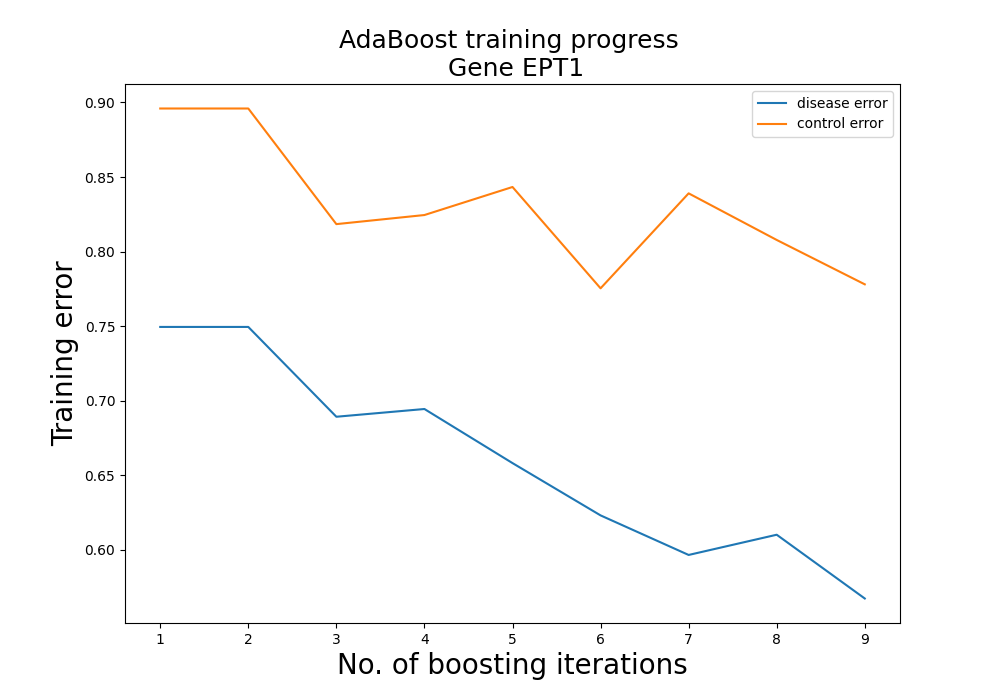 AdaBoost training progress
Gene EPT1
disease error
control error
0.90
0.85
0.80
0.75
0.70
0.65
0.60
Training error
1 2 3 4 5 6 7 8 9
No. of boosting iterations